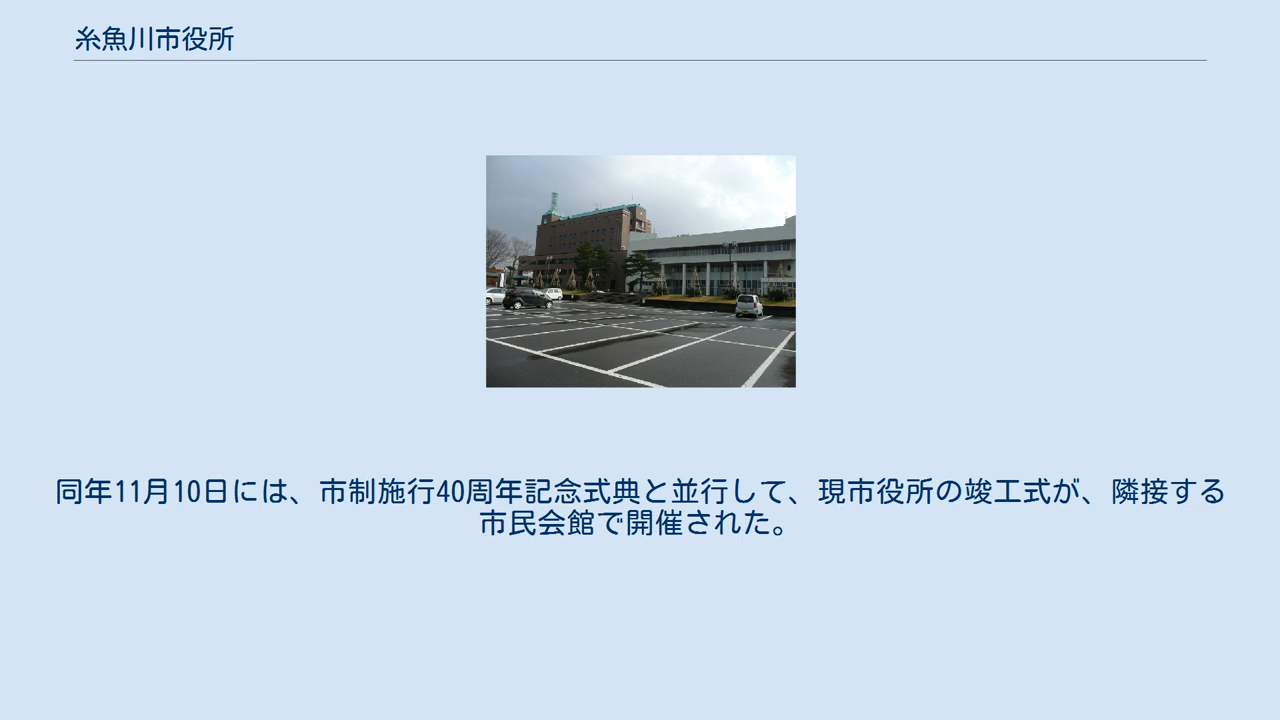 糸魚川市役所
同年11月10日には、市制施行40周年記念式典と並行して、現市役所の竣工式が、隣接する
市民会館で開催された。